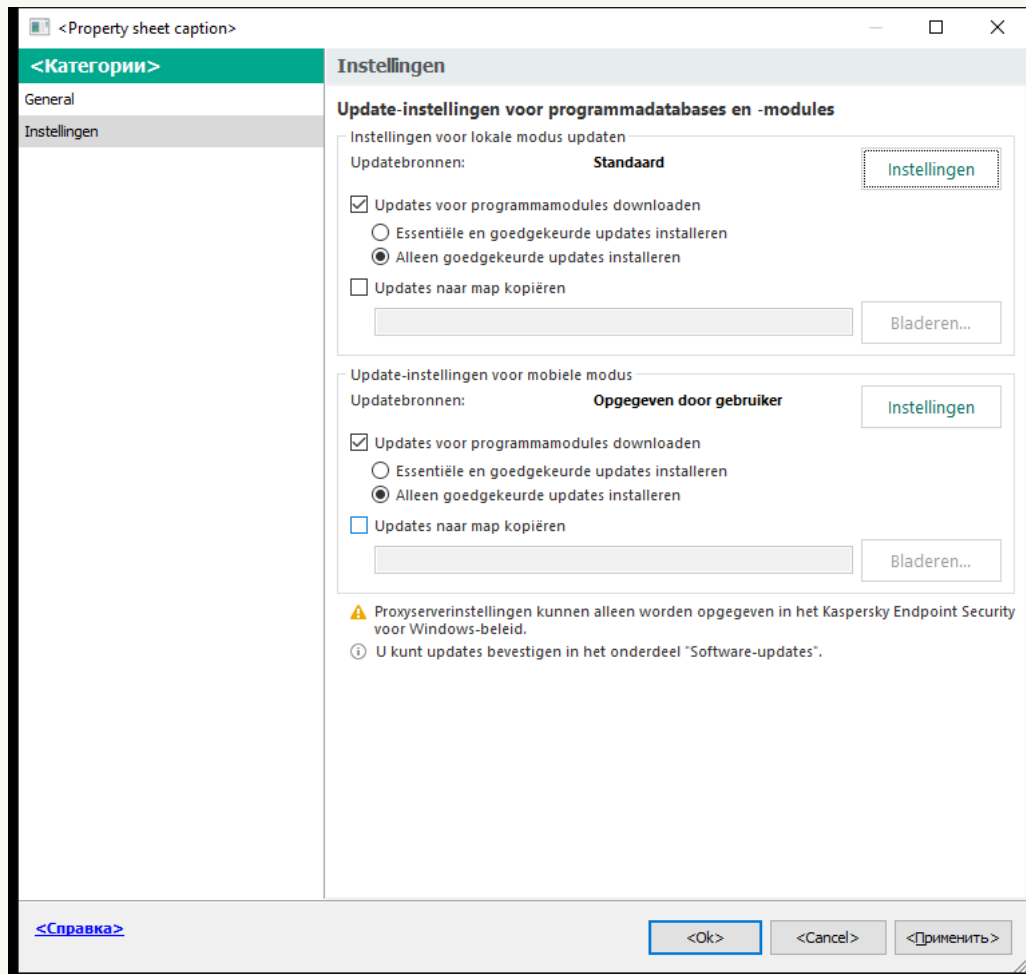 <Property sheet caption>
<Категории>
General
Instellingen
Instellingen
Update-instellingen voor programmadatabases en -modules
Instellingen voor lokale modus updaten
Updatebronnen: Standaard
Instellingen
Updates voor programmamodules downloaden
Essentiële en goedgekeurde updates installeren
Alleen goedgekeurde updates installeren
Updates naar map kopiëren
Bladeren...
Update-instellingen voor mobiele modus
Updatebronnen: Opgegeven door gebruiker
Instellingen
Updates voor programmamodules downloaden
Essentiële en goedgekeurde updates installeren
Alleen goedgekeurde updates installeren
Updates naar map kopiëren
Bladeren...
Proxyserverinstellingen kunnen alleen worden opgegeven in het Kaspersky Endpoint Security
voor Windows-beleid.
U kunt updates bevestigen in het onderdeel "Software-updates".
<Справка>
<Ok> <Cancel> <Применить>